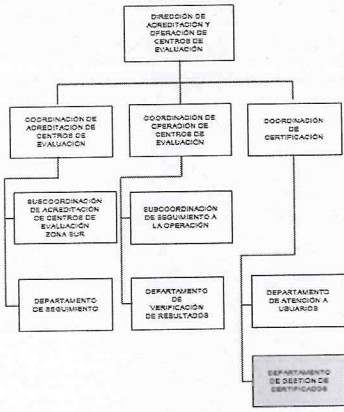 DIRECCIÓN DE
ACREDITACIÓN Y
OPERACIÓN DE
CENTROS DE
EVALUACIÓN
COORDINACIÓN DE
ACREDITACIÓN DE
CENTROS DE
EVALUACIÓN
COORDINACIÓN DE
OPERACIÓN DE
CENTROS DE
EVALUACIÓN
COORDINACIÓN
DE
CERTIFICACIÓN
SUBCOORDINACIÓN
DE ACREDITACIÓN
DE CENTROS DE
EVALUACIÓN
ZONA SUR
SUBCOORDINACIÓN
DE SEGUIMIENTO A
LA OPERACIÓN
DEPARTAMENTO
DE SEGUIMIENTO
DEPARTAMENTO
DE
VERIFICACIÓN
DE RESULTADOS
DEPARTAMENTO
DE ATENCIÓN A
USUARIOS
DEPARTAMENTO
DE GESTIÓN DE
CERTIFICADOS